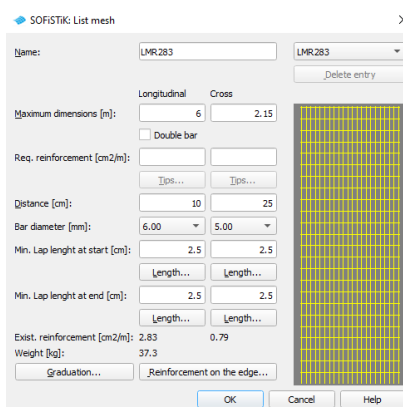 SOFiSTiK: List mesh
Name: LMR283 LMR283
Delete entry
Longitudinal Cross
Maximum dimensions [m]: 6 2.15
Double bar
Req. reinforcement [cm2/m]:
Tips... Tips...
Distance [cm]: 10 25
Bar diameter [mm]: 6.00 5.00
Min. Lap lenght at start [cm]: 2.5 2.5
Length... Length...
Min. Lap lenght at end [cm]: 2.5 2.5
Length... Length...
Exist. reinforcement [cm2/m]: 2.83 0.79
Weight [kg]: 37.3
Graduation... Reinforcement on the edge...
OK Cancel Help